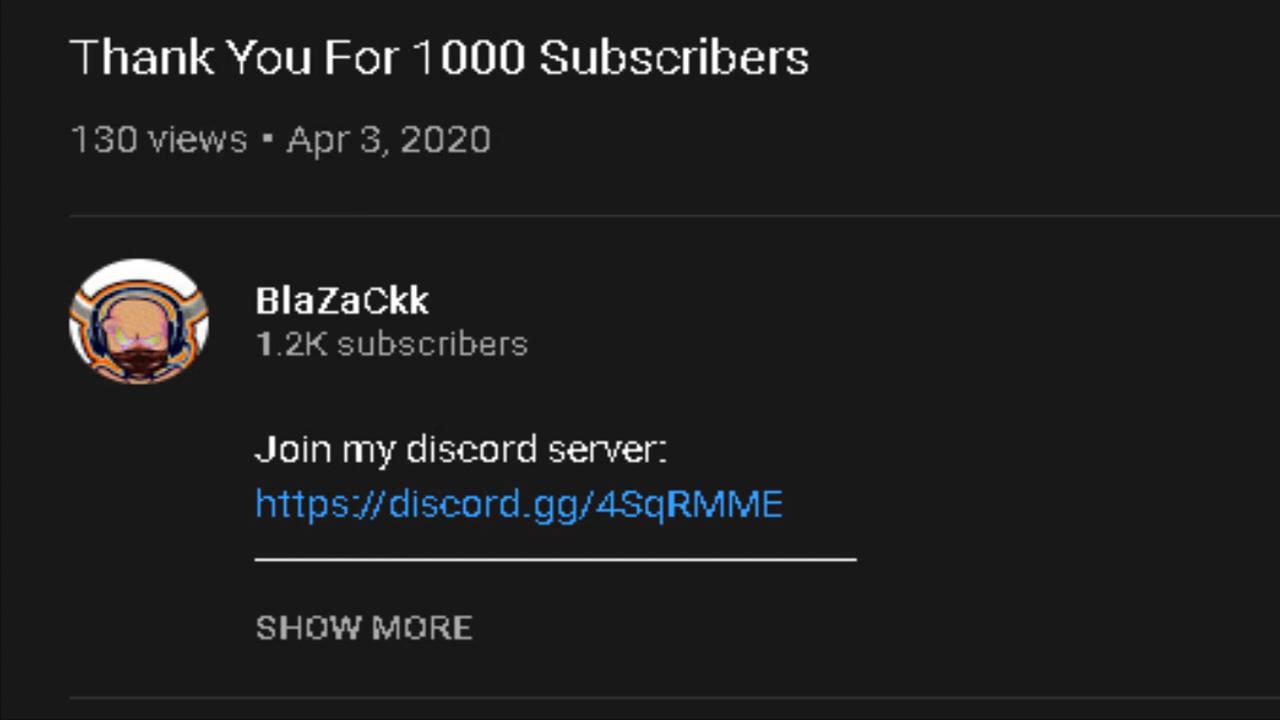 Thank You For 1000 Subscribers
130 views • Apr 3, 2020
BlaZaCkk
1.2K subscribers
Join my discord server:
https://discord.gg/4SqRMME
SHOW MORE